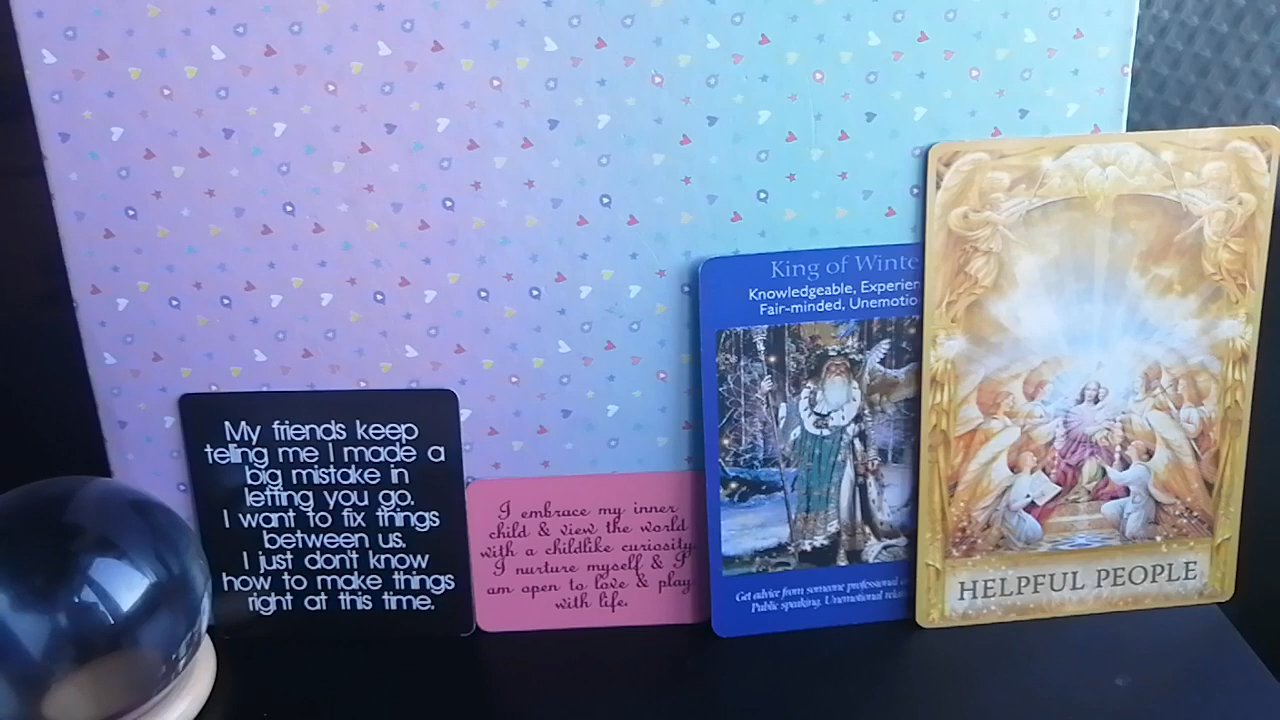 My friends keep
telling me I made a
big mistake in
letting you go.
I want to fix things
between us.
I just don't know
how to make things
right at this time.
I embrace my inner
child & view the world
with a childlike curiosity.
I nurture myself & I
am open to love & play
with life.
King of Winte
Knowledgeable, Experien
Fair-minded, Unemotio
Get advice from someone professional
Public speaking. Unemotional rela
HELPFUL PEOPLE